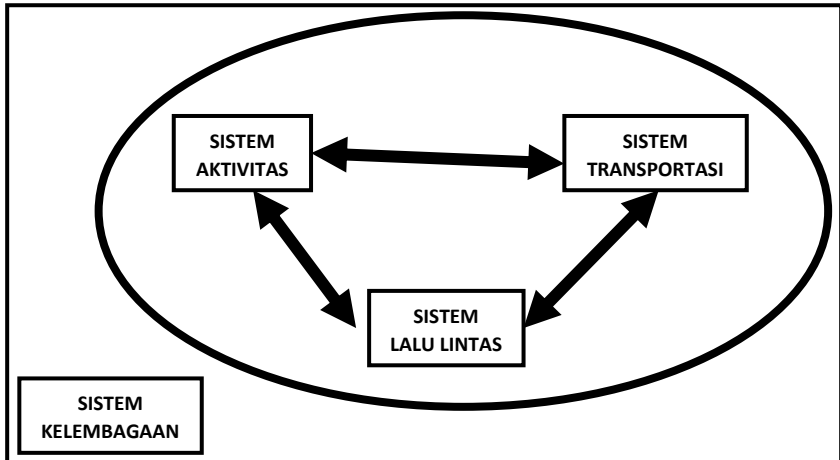 SISTEM
AKTIVITAS
SISTEM
TRANSPORTASI
SISTEM
LALU LINTAS
SISTEM
KELEMBAGAAN